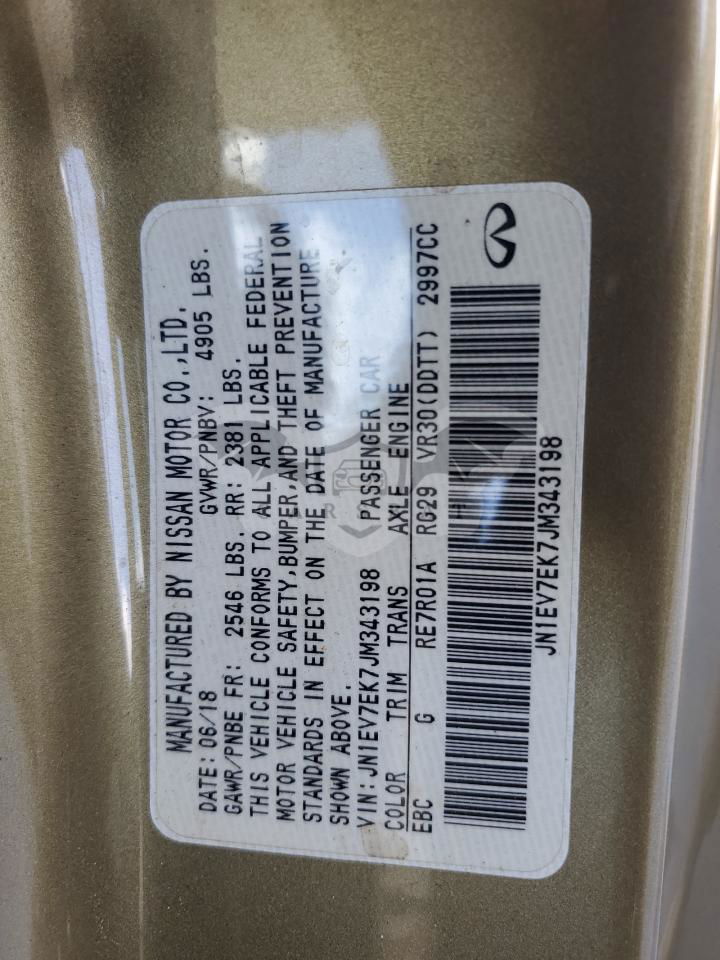 MANUFACTURED BY NISSAN MOTOR CO.,LTD.
DATE: 06/18 GVWR/PNBV: 4905 LBS.
GAWR/PNBE FR: 2546 LBS. RR: 2381 LBS.
THIS VEHICLE CONFORMS TO ALL APPLICABLE FEDERAL
MOTOR VEHICLE SAFETY,BUMPER,AND THEFT PREVENTION
STANDARDS IN EFFECT ON THE DATE OF MANUFACTURE
SHOWN ABOVE.
VIN: JN1EV7EK7JM343198 PASSENGER CAR
COLOR TRIM TRANS AXLE ENGINE
EBC G RE7R01A RG29 VR30(DDTT) 2997CC
JN1EV7EK7JM343198